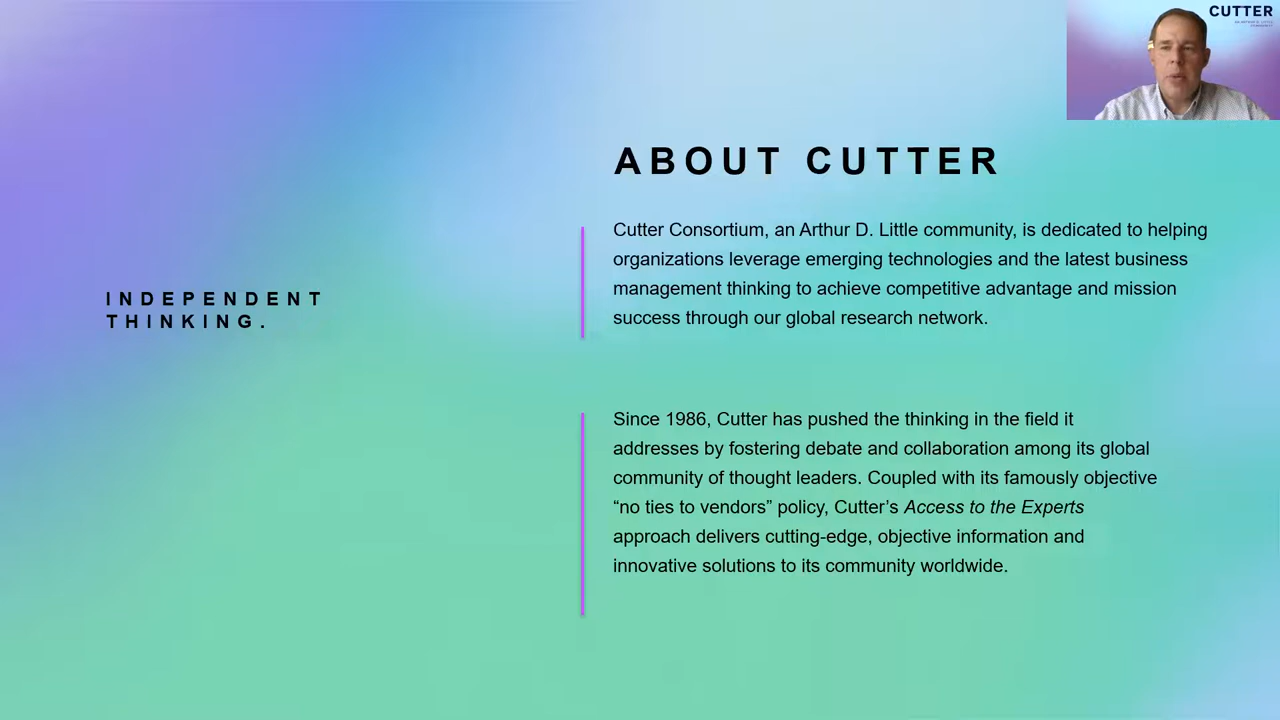 CUTTER
AN ARTHUR D. LITTLE
COMMUNITY
ABOUT CUTTER
Cutter Consortium, an Arthur D. Little community, is dedicated to helping
organizations leverage emerging technologies and the latest business
management thinking to achieve competitive advantage and mission
success through our global research network.
INDEPENDENT
THINKING.
Since 1986, Cutter has pushed the thinking in the field it
addresses by fostering debate and collaboration among its global
community of thought leaders. Coupled with its famously objective
“no ties to vendors” policy, Cutter’s Access to the Experts
approach delivers cutting-edge, objective information and
innovative solutions to its community worldwide.